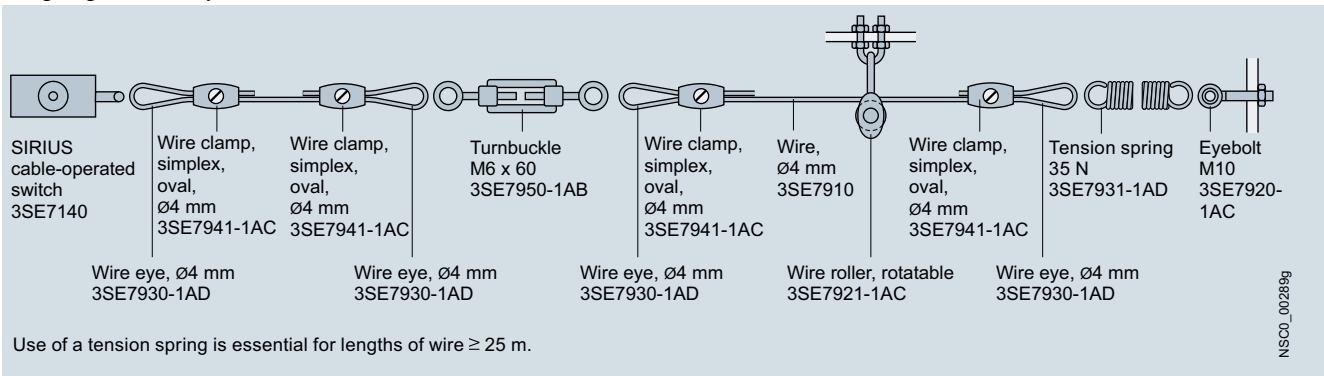 SIRIUS
cable-operated
switch
3SE7140
Wire clamp,
simplex,
oval,
Ø4 mm
3SE7941-1AC
Wire clamp,
simplex,
oval,
Ø4 mm
3SE7941-1AC
Turnbuckle
M6 x 60
3SE7950-1AB
Wire clamp,
simplex,
oval,
Ø4 mm
3SE7941-1AC
Wire,
Ø4 mm
3SE7910
Wire clamp,
simplex,
oval,
Ø4 mm
3SE7941-1AC
Tension spring
35 N
3SE7931-1AD
Eyebolt
M10
3SE7920-
1AC
Wire eye, Ø4 mm
3SE7930-1AD
Wire eye, Ø4 mm
3SE7930-1AD
Wire eye, Ø4 mm
3SE7930-1AD
Wire roller, rotatable
3SE7921-1AC
Wire eye, Ø4 mm
3SE7930-1AD
Use of a tension spring is essential for lengths of wire ≥ 25 m.
NSC0_00289g